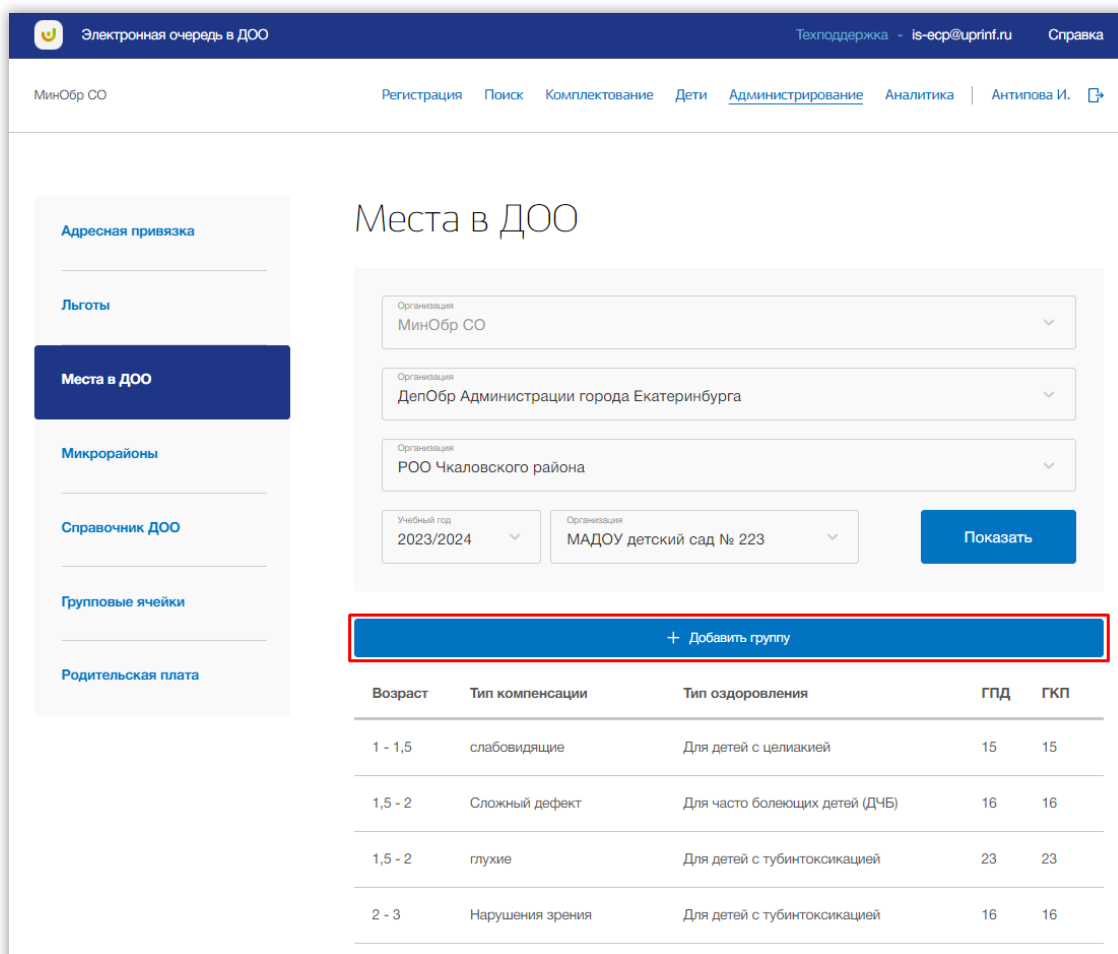 Электронная очередь в ДОО
Техподдержка - is-ecp@uprinf.ru Справка
МинОбр СО
Регистрация Поиск Комплектование Дети Администрирование Аналитика Антипова И.
Адресная привязка
Льготы
Места в ДОО
Микрорайоны
Справочник ДОО
Групповые ячейки
Родительская плата
Места в ДОО
Организация
МинОбр СО
Организация
ДепОбр Администрации города Екатеринбурга
Организация
РОО Чкаловского района
Учебный год
2023/2024
Организация
МАДОУ детский сад № 223
Показать
+ Добавить группу
Возраст Тип компенсации Тип оздоровления ГПД ГКП
1 - 1,5 слабовидящие Для детей с целиакией 15 15
1,5 - 2 Сложный дефект Для часто болеющих детей (ДЧБ) 16 16
1,5 - 2 глухие Для детей с тубинтоксикацией 23 23
2 - 3 Нарушения зрения Для детей с тубинтоксикацией 16 16